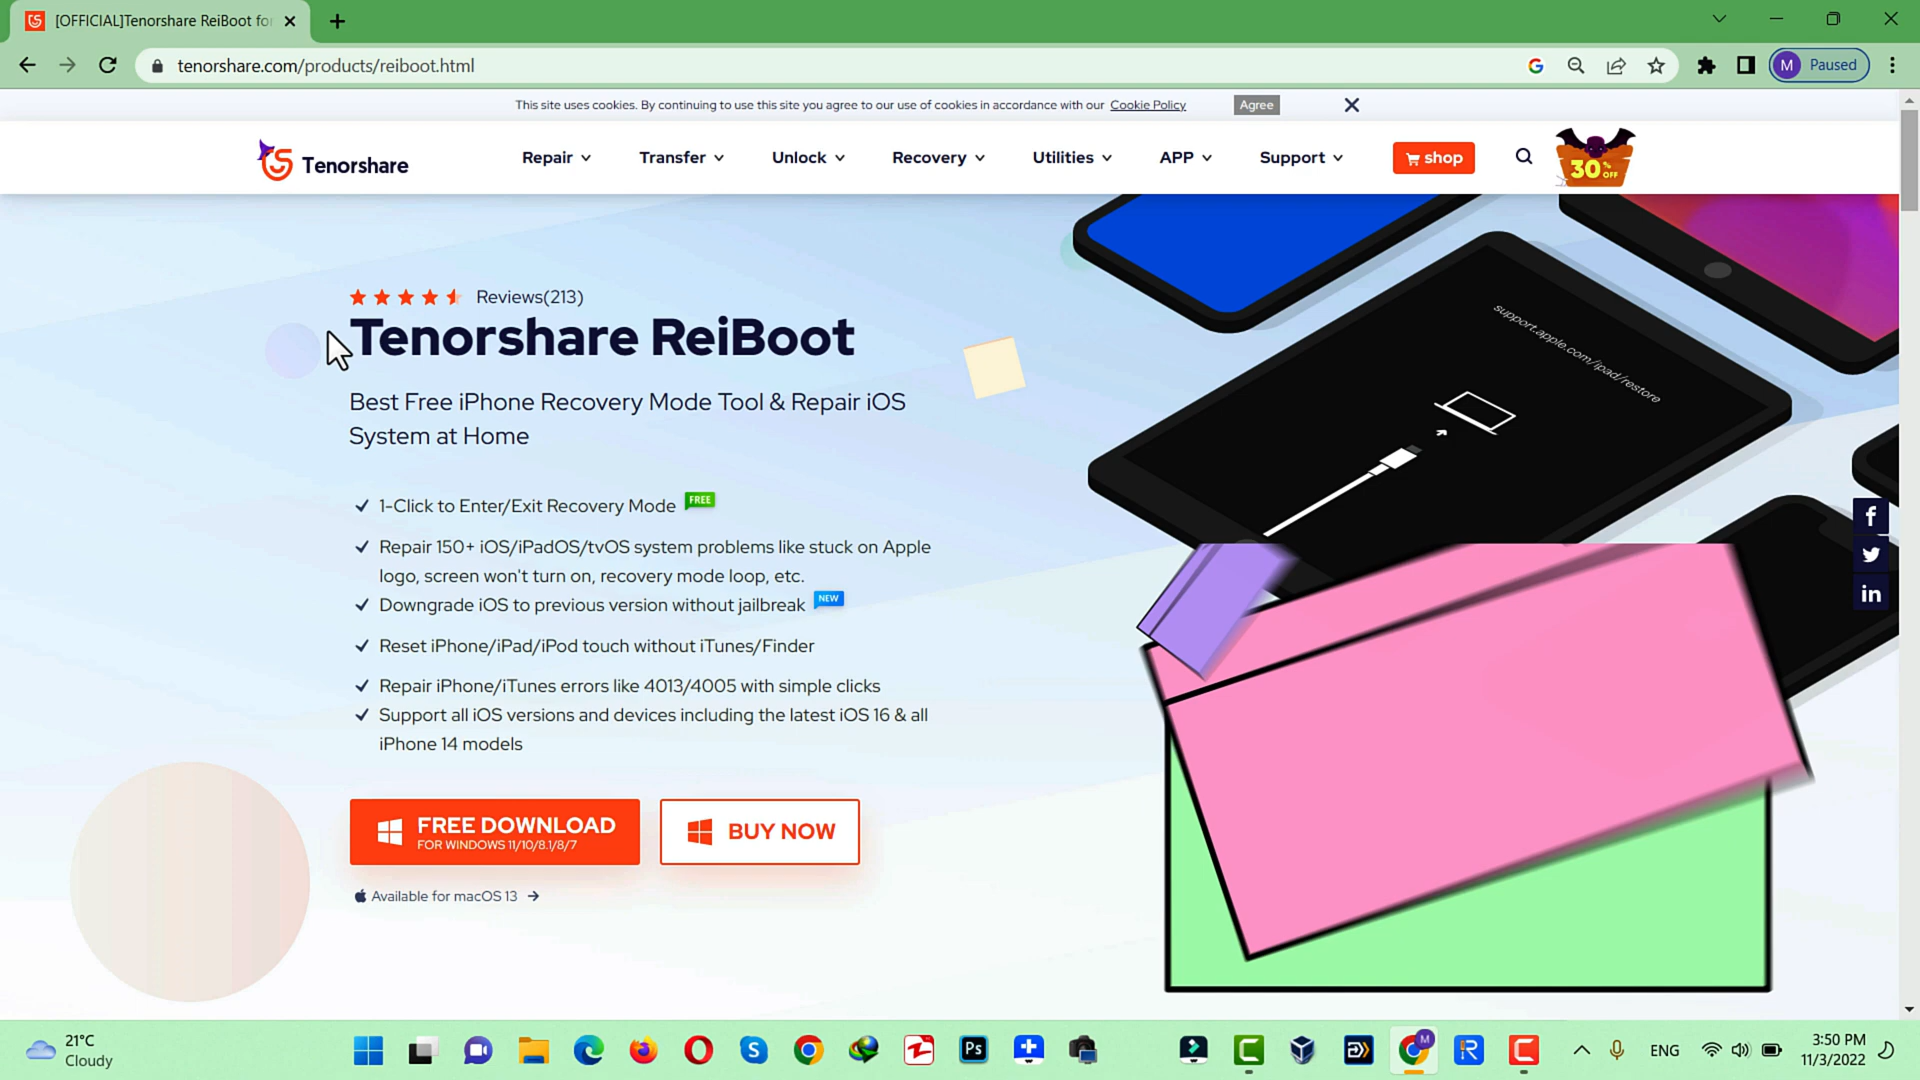 [OFFICIAL]Tenorshare ReiBoot for
tenorshare.com/products/reiboot.html
Paused
M
This site uses cookies. By continuing to use this site you agree to our use of cookies in accordance with our Cookie Policy
Agree
Tenorshare
Repair
Transfer
Unlock
Recovery
Utilities
APP
Support
shop
30% OFF
Reviews(213)
Tenorshare ReiBoot
Best Free iPhone Recovery Mode Tool & Repair iOS
System at Home
1-Click to Enter/Exit Recovery Mode FREE
Repair 150+ iOS/iPadOS/tvOS system problems like stuck on Apple
logo, screen won't turn on, recovery mode loop, etc.
Downgrade iOS to previous version without jailbreak NEW
Reset iPhone/iPad/iPod touch without iTunes/Finder
Repair iPhone/iTunes errors like 4013/4005 with simple clicks
Support all iOS versions and devices including the latest iOS 16 & all
iPhone 14 models
FREE DOWNLOAD
FOR WINDOWS 11/10/8.1/8/7
BUY NOW
Available for macOS 13
support.apple.com/ipad/restore
21°C
Cloudy
Ps
ENG
3:50 PM
11/3/2022